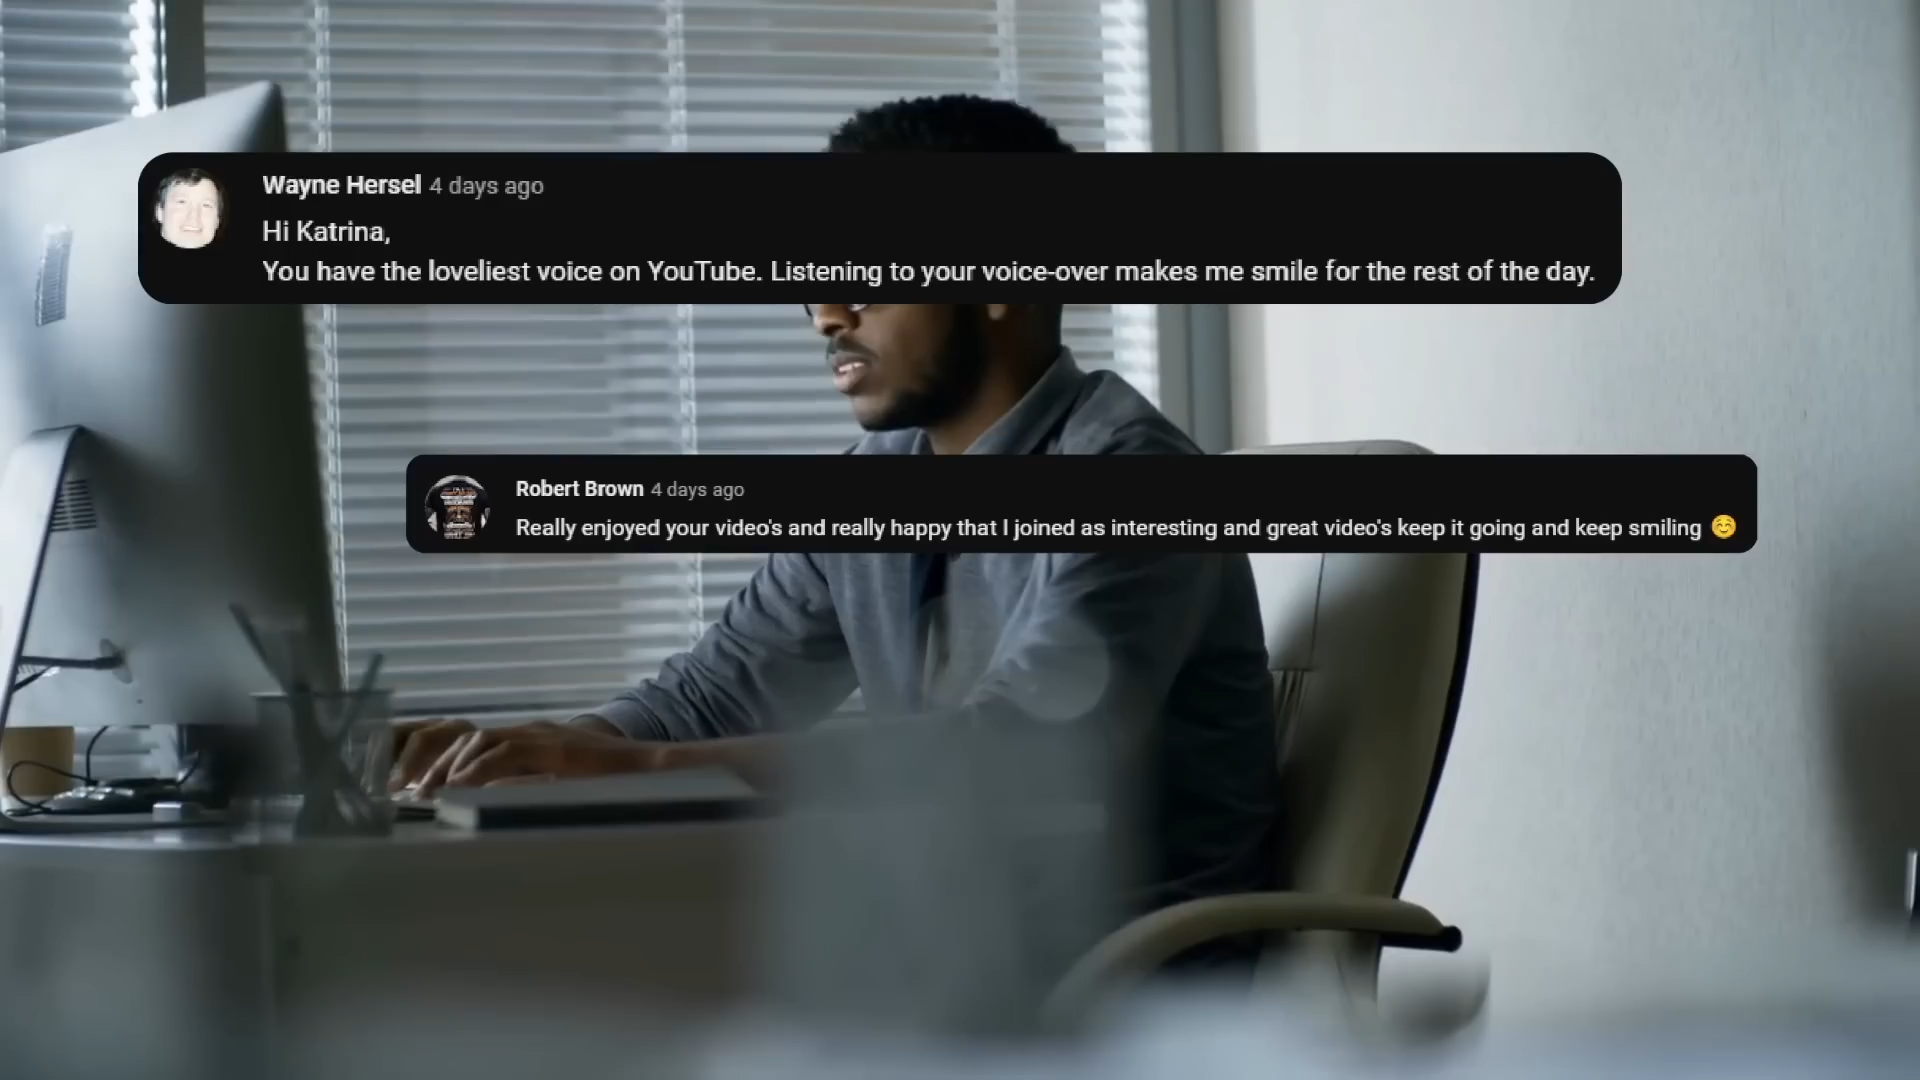 Wayne Hersel 4 days ago
Hi Katrina,
You have the loveliest voice on YouTube. Listening to your voice-over makes me smile for the rest of the day.
Robert Brown 4 days ago
Really enjoyed your video's and really happy that I joined as interesting and great video's keep it going and keep smiling ☺️